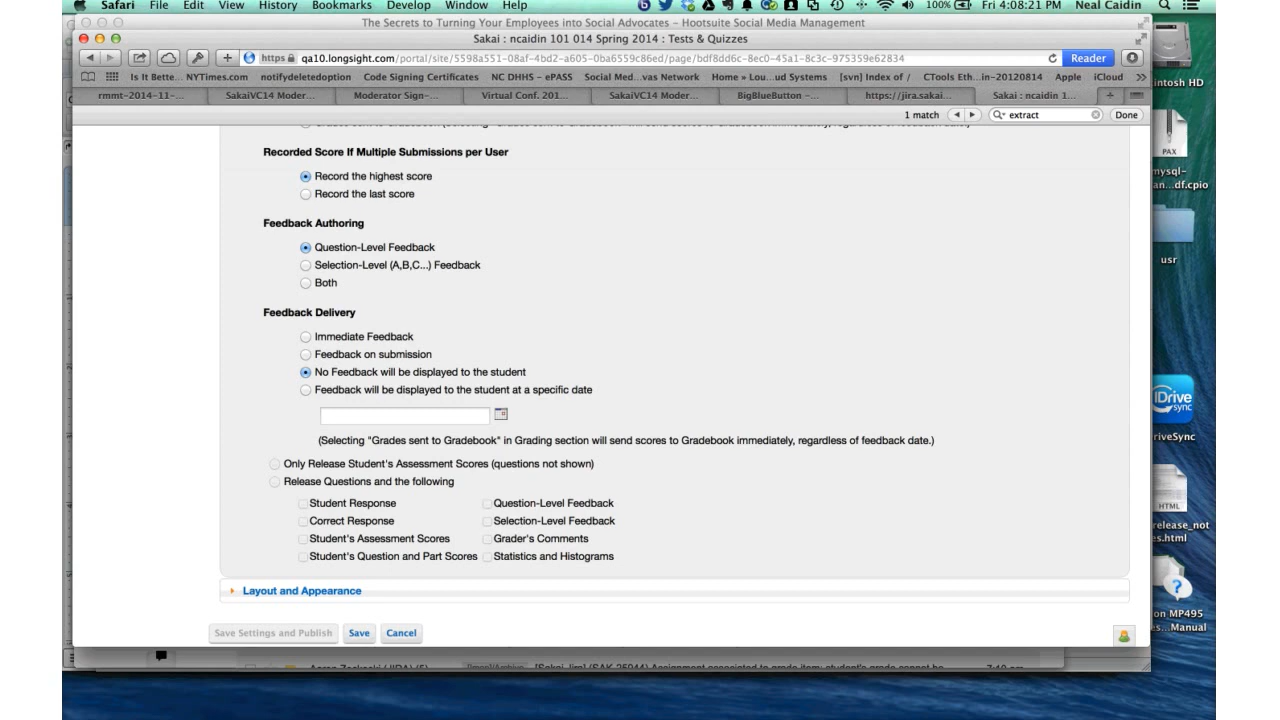 Safari File Edit View History Bookmarks Develop Window Help 100% Fri 4:08:21 PM Neal Caidin
The Secrets to Turning Your Employees into Social Advocates – Hootsuite Social Media Management
Sakai : ncaidin 101 014 Spring 2014 : Tests & Quizzes
https qa10.longsight.com/portal/site/5598a551-08af-4bd2-a605-0ba6559c86ed/page/bdf8dd6c-8ec0-45a1-8c3c-975359e62834 Reader
Is It Bette... NYTimes.com notifydeletedoption Code Signing Certificates NC DHHS – ePASS Social Med...vas Network Home » Lou...ud Systems [svn] Index of / CTools Eth...in-20120814 Apple iCloud
rmmt-2014-11-... SakaiVC14 Moder... Moderator Sign-... Virtual Conf. 201... SakaiVC14 Moder... BigBlueButton –... https://jira.sakai... Sakai : ncaidin 1...
1 match extract Done
Recorded Score If Multiple Submissions per User
Record the highest score
Record the last score
Feedback Authoring
Question-Level Feedback
Selection-Level (A,B,C...) Feedback
Both
Feedback Delivery
Immediate Feedback
Feedback on submission
No Feedback will be displayed to the student
Feedback will be displayed to the student at a specific date
(Selecting "Grades sent to Gradebook" in Grading section will send scores to Gradebook immediately, regardless of feedback date.)
Only Release Student's Assessment Scores (questions not shown)
Release Questions and the following
Student Response Question-Level Feedback
Correct Response Selection-Level Feedback
Student's Assessment Scores Grader's Comments
Student's Question and Part Scores Statistics and Histograms
Layout and Appearance
Save Settings and Publish Save Cancel
intosh HD
PAX
mysql-
an...df.cpio
usr
IDrive
sync
riveSync
HTML
release_not
es.html
on MP495
es...Manual